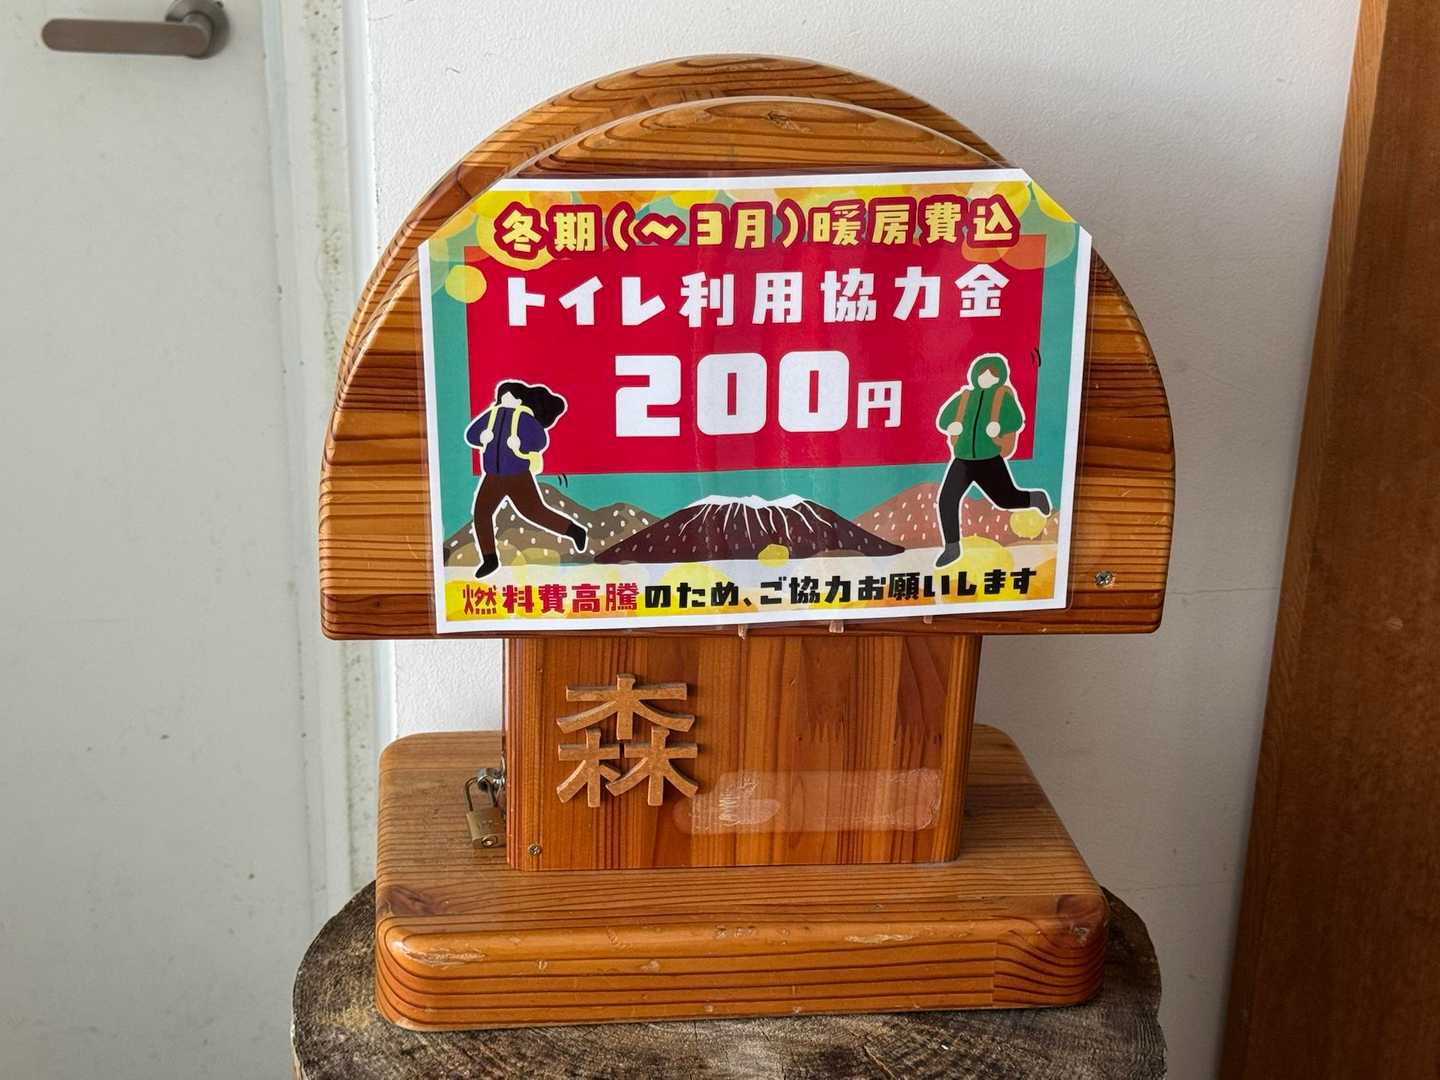 冬期(～3月)暖房費込
トイレ利用協力金
200円
燃料費高騰のため、ご協力お願いします
森